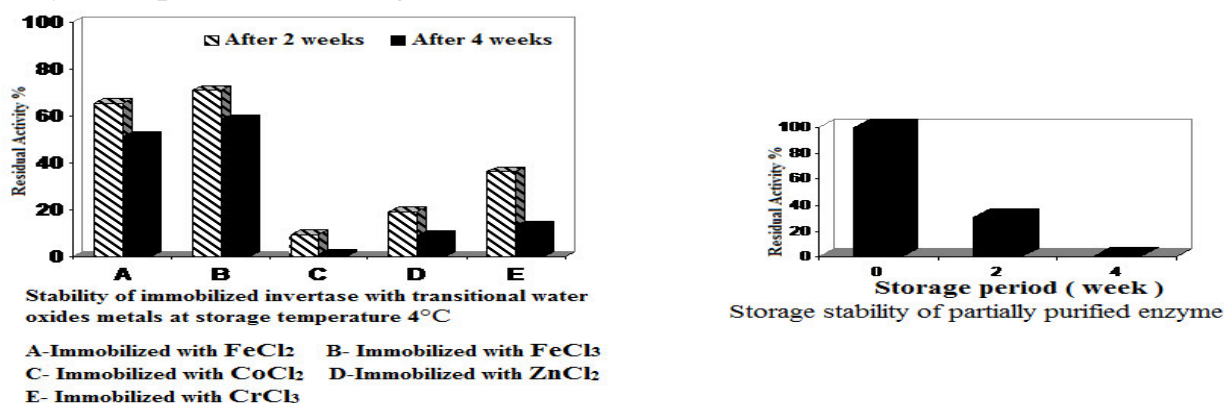 100
80
60
40
20
0
Residual Activity %
After 2 weeks After 4 weeks
A B C D E
Stability of immobilized invertase with transitional water
oxides metals at storage temperature 4°C
A-Immobilized with FeCl₂ B- Immobilized with FeCl₃
C- Immobilized with CoCl₂ D-Immobilized with ZnCl₂
E- Immobilized with CrCl₃
100
80
60
40
20
0
Residual Activity %
0 2 4
Storage period ( week )
Storage stability of partially purified enzyme